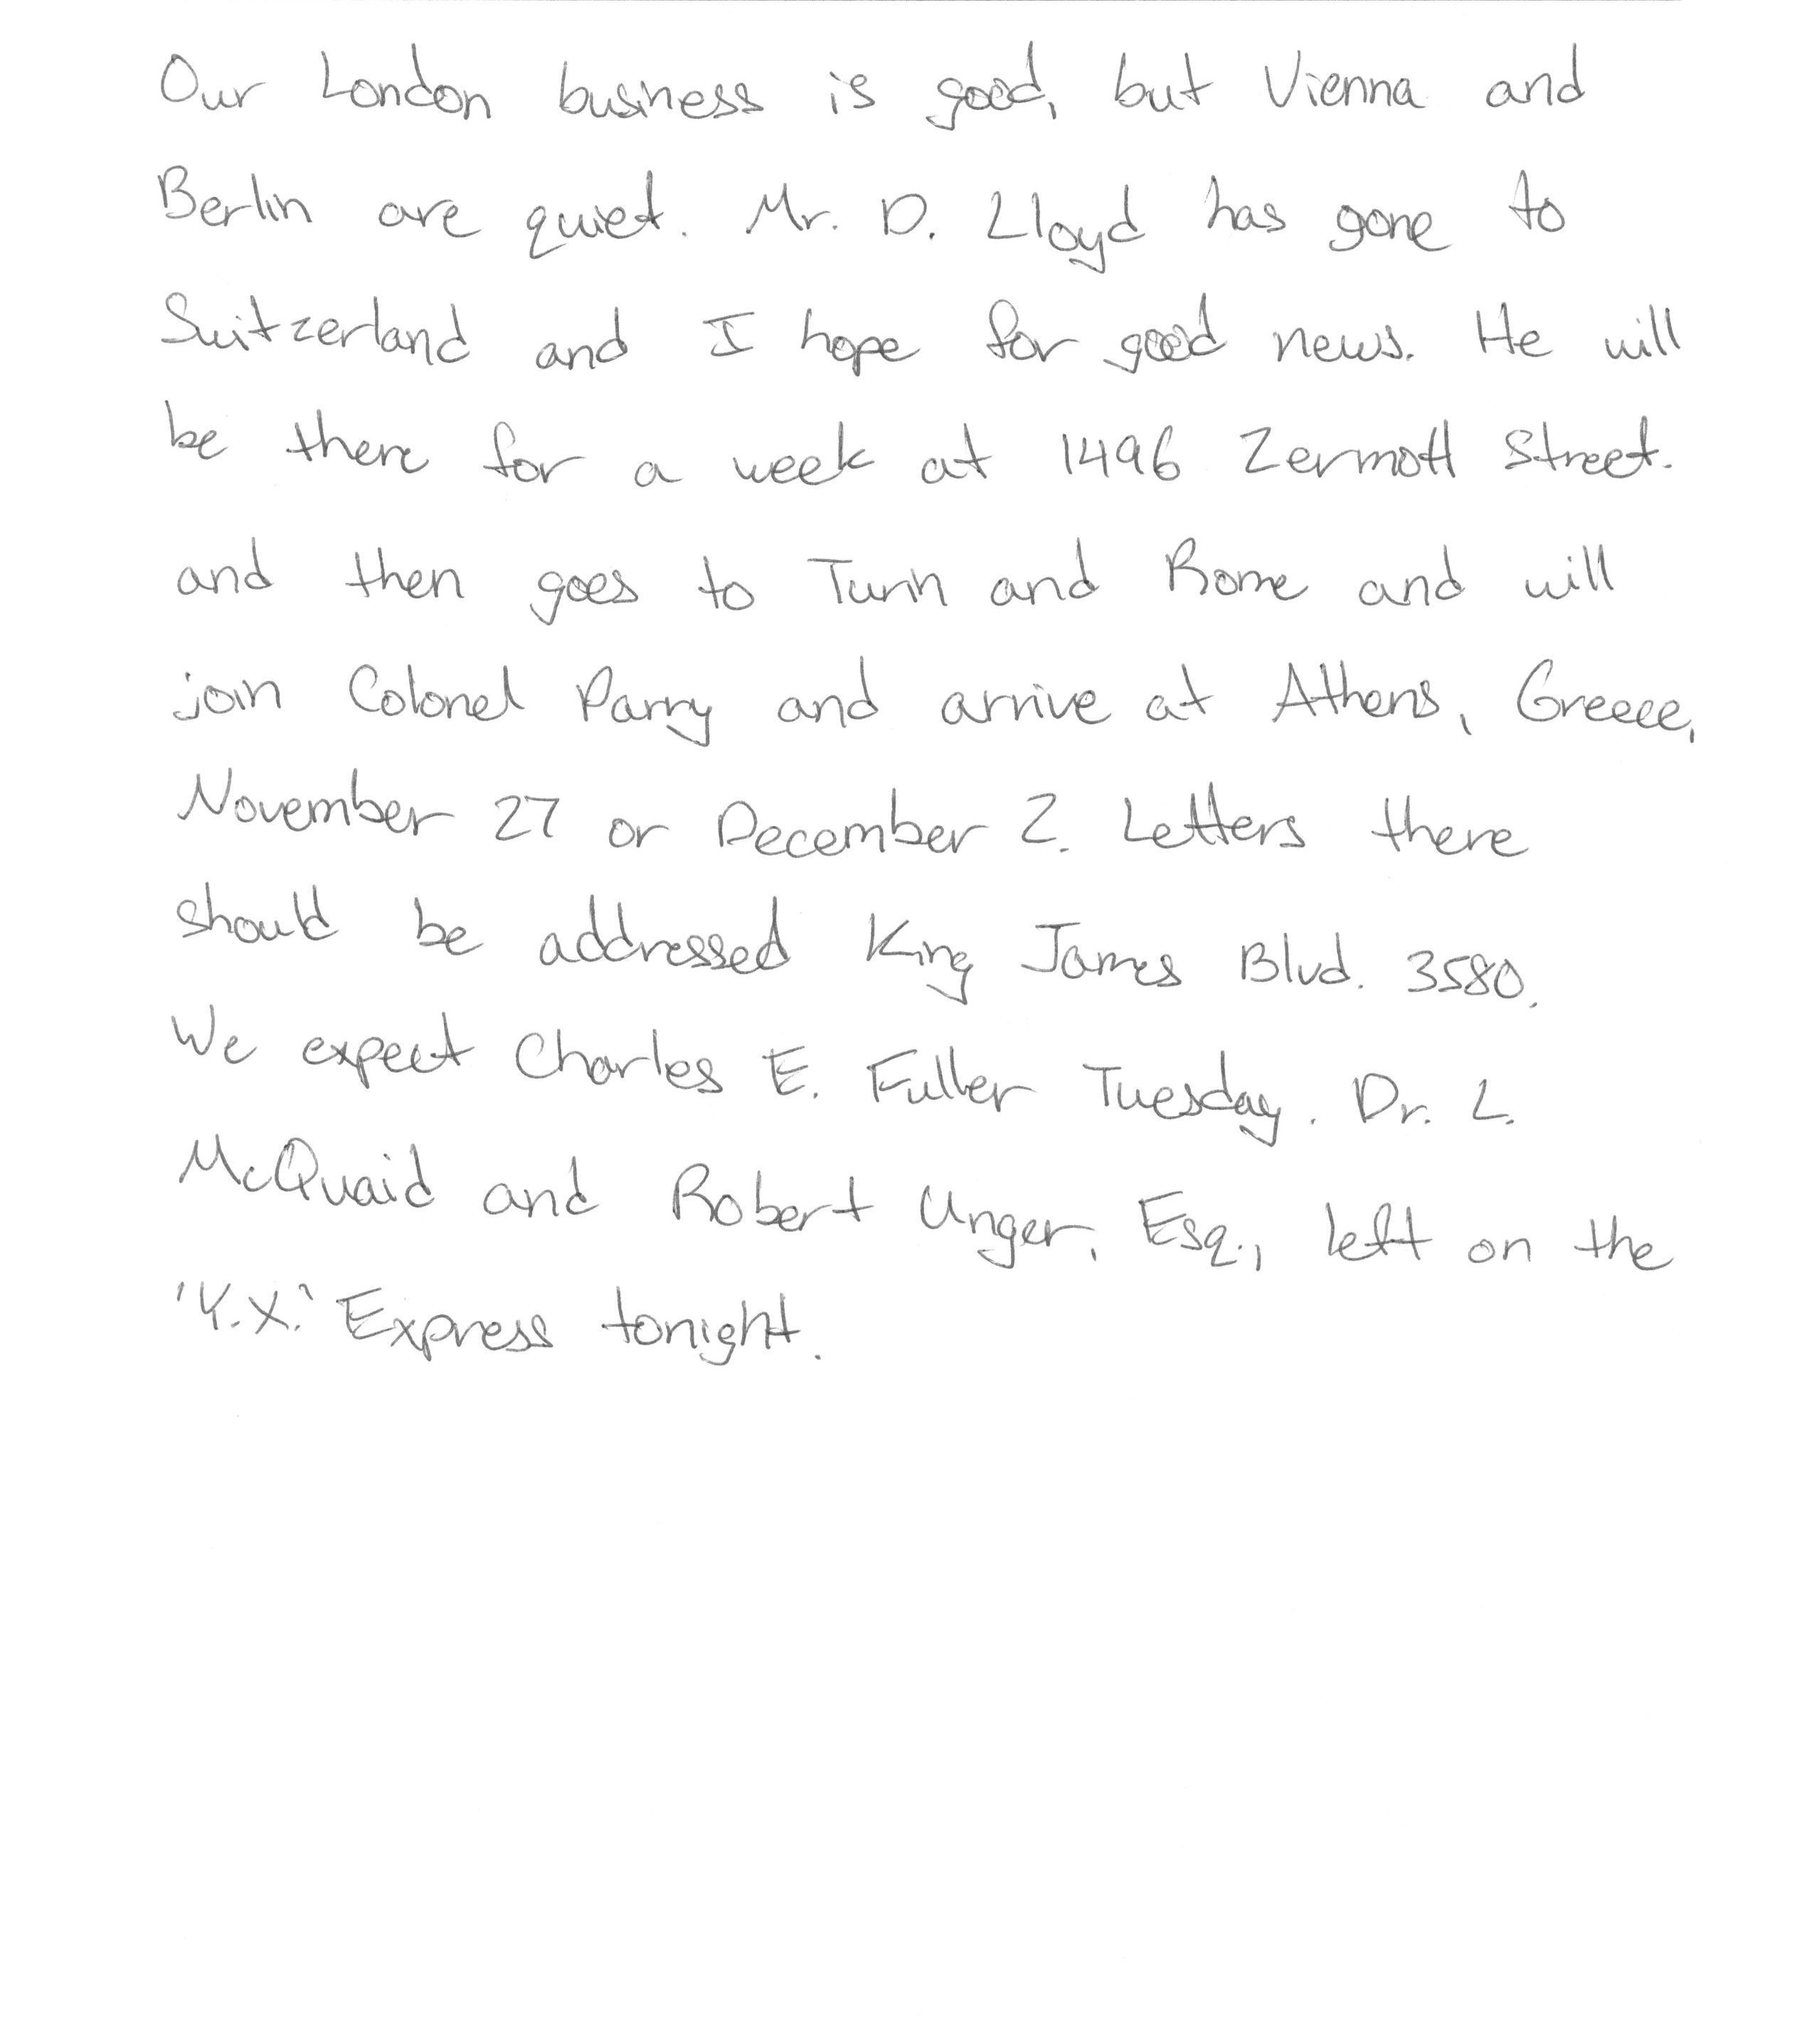 Our London business is good, but Vienna and
Berlin are quiet. Mr. D. Lloyd has gone to
Switzerland and I hope for good news. He will
be there for a week at 1496 Zermott Street.
and then goes to Turin and Rome and will
join Colonel Parry and arrive at Athens, Greece,
November 27 or December 2. Letters there
should be addressed King James Blvd. 3580.
We expect Charles E. Fuller Tuesday. Dr. L.
McQuaid and Robert Unger, Esq., left on the
'Y.X.' Express tonight.